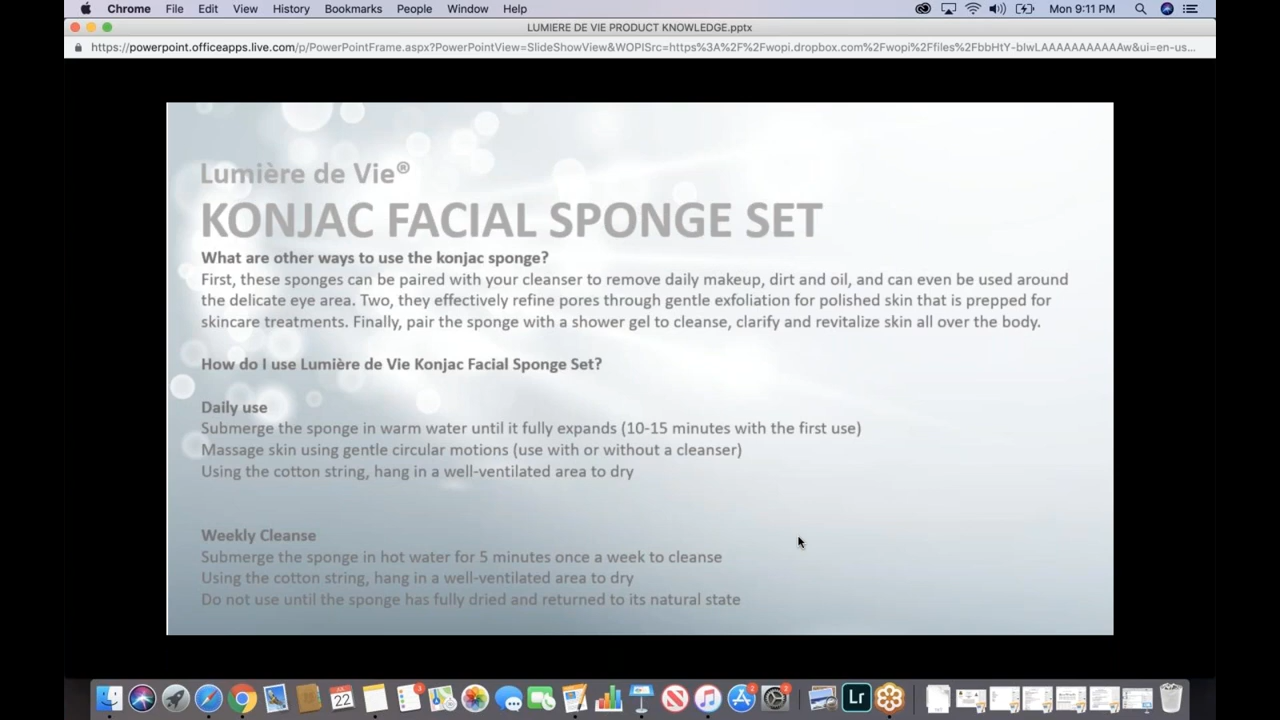 Chrome File Edit View History Bookmarks People Window Help Mon 9:11 PM
LUMIERE DE VIE PRODUCT KNOWLEDGE.pptx
https://powerpoint.officeapps.live.com/p/PowerPointFrame.aspx?PowerPointView=SlideShowView&WOPISrc=https%3A%2F%2Fwopi.dropbox.com%2Fwopi%2Ffiles%2FbbHtY-bIwLAAAAAAAAAAAw&ui=en-us...
Lumière de Vie®
KONJAC FACIAL SPONGE SET
What are other ways to use the konjac sponge?
First, these sponges can be paired with your cleanser to remove daily makeup, dirt and oil, and can even be used around
the delicate eye area. Two, they effectively refine pores through gentle exfoliation for polished skin that is prepped for
skincare treatments. Finally, pair the sponge with a shower gel to cleanse, clarify and revitalize skin all over the body.
How do I use Lumière de Vie Konjac Facial Sponge Set?
Daily use
Submerge the sponge in warm water until it fully expands (10-15 minutes with the first use)
Massage skin using gentle circular motions (use with or without a cleanser)
Using the cotton string, hang in a well-ventilated area to dry
Weekly Cleanse
Submerge the sponge in hot water for 5 minutes once a week to cleanse
Using the cotton string, hang in a well-ventilated area to dry
Do not use until the sponge has fully dried and returned to its natural state
22
Lr